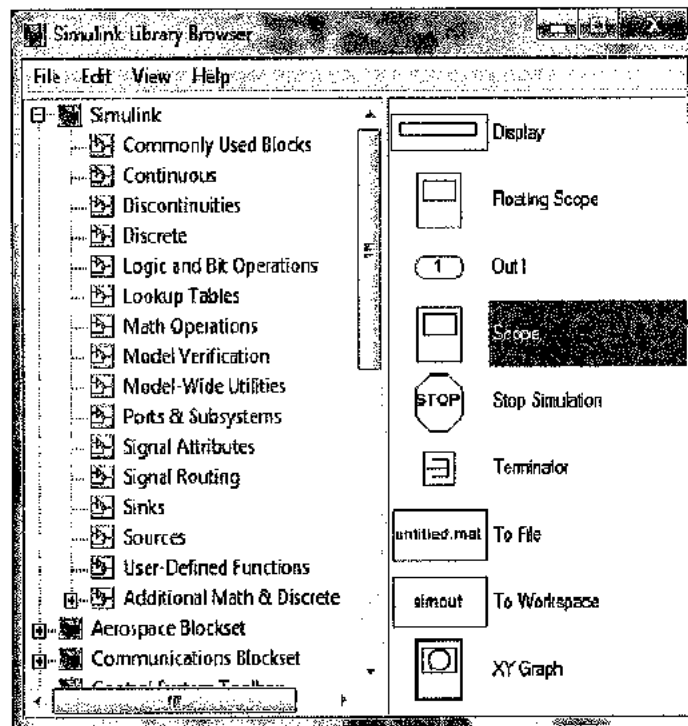 Simulink Library Browser
File Edit View Help
Simulink
Commonly Used Blocks
Continuous
Discontinuities
Discrete
Logic and Bit Operations
Lookup Tables
Math Operations
Model Verification
Model-Wide Utilities
Ports & Subsystems
Signal Attributes
Signal Routing
Sinks
Sources
User-Defined Functions
Additional Math & Discrete
Aerospace Blockset
Communications Blockset
Display
Floating Scope
1 Out1
Scope
STOP Stop Simulation
Terminator
untitled.mat To File
simout To Workspace
XY Graph